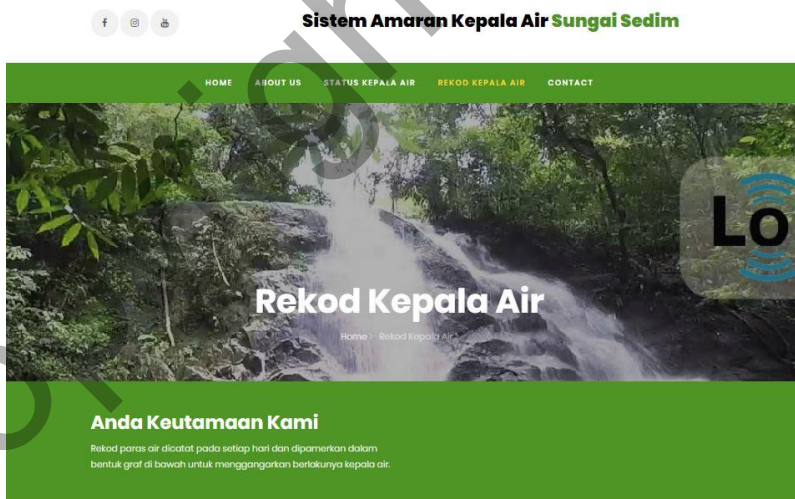 Sistem Amaran Kepala Air Sungai Sedim
HOME ABOUT US STATUS KEPALA AIR REKOD KEPALA AIR CONTACT
Lo
Rekod Kepala Air
Home > Rekod Kepala Air >
Anda Keutamaan Kami
Rekod paras air dicatat pada setiap hari dan dipamerkan dalam
bentuk graf di bawah untuk menggangarkan berlakunya kepala air.